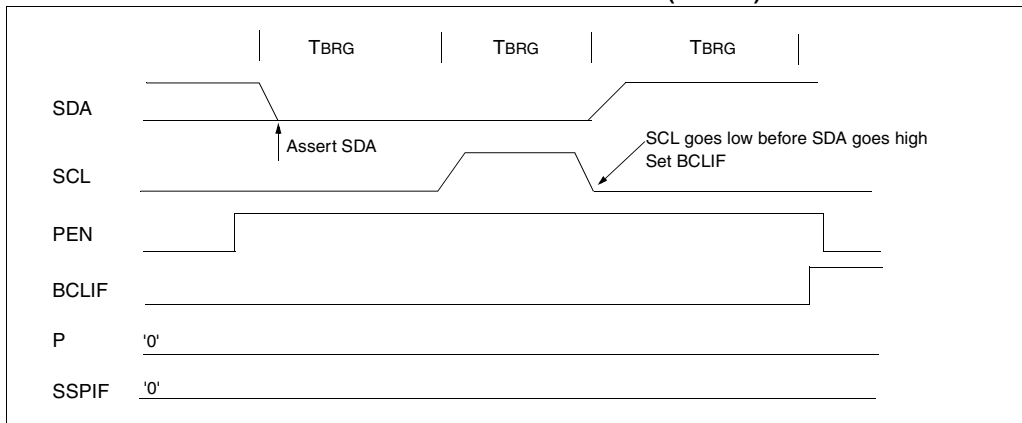 TBRG TBRG TBRG
SDA
Assert SDA
SCL goes low before SDA goes high
Set BCLIF
SCL
PEN
BCLIF
P '0'
SSPIF '0'